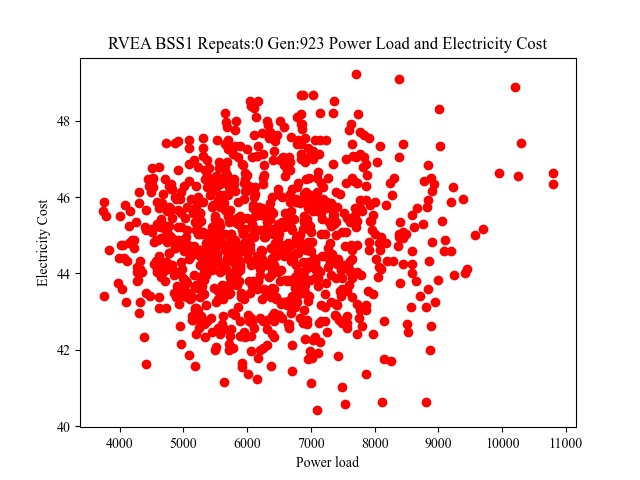 RVEA BSS1 Repeats:0 Gen:923 Power Load and Electricity Cost
48
46
44
42
40
Electricity Cost
4000 5000 6000 7000 8000 9000 10000 11000
Power load